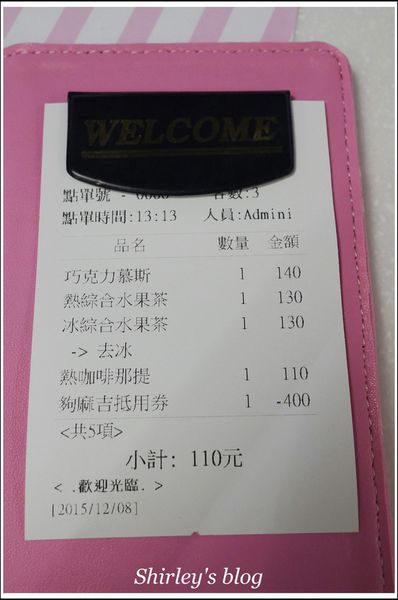 WELCOME
點單號 - 0000 客數:3
點單時間:13:13 人員:Admini
品名 數量 金額
巧克力慕斯 1 140
熱綜合水果茶 1 130
冰綜合水果茶 1 130
-> 去冰
熱咖啡那提 1 110
夠麻吉抵用券 1 -400
<共5項>
小計: 110元
< .歡迎光臨. >
[2015/12/08]
Shirley's blog